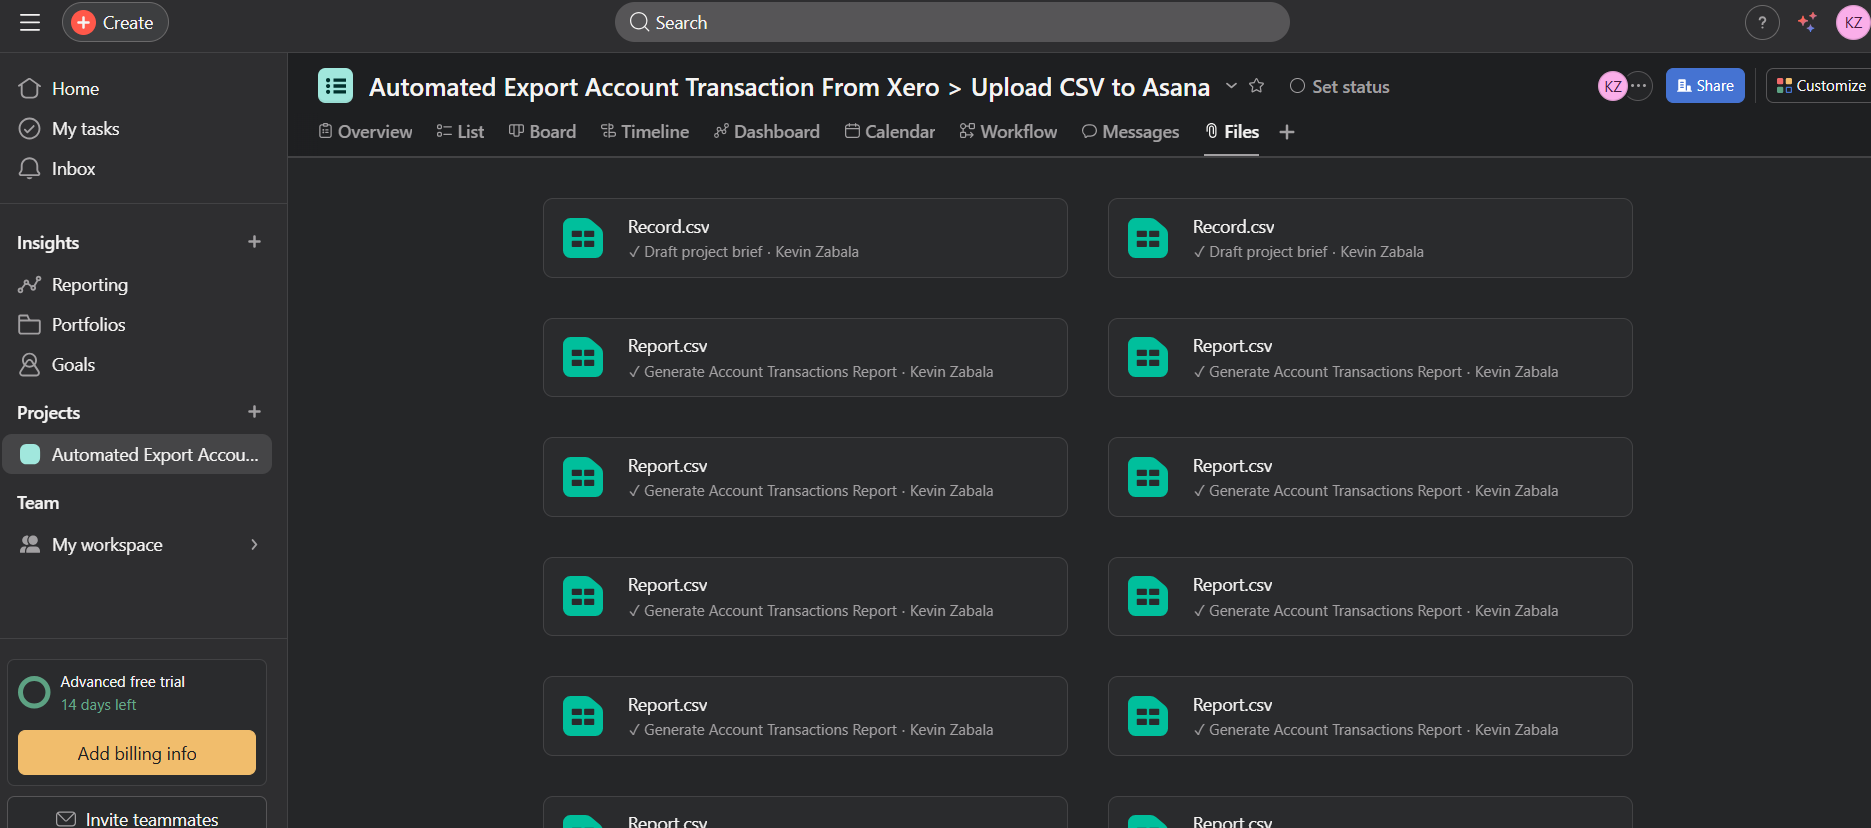 Create
Search
?
KZ
Home
My tasks
Inbox
Insights
Reporting
Portfolios
Goals
Projects
Automated Export Accou...
Team
My workspace
Advanced free trial
14 days left
Add billing info
Invite teammates
Automated Export Account Transaction From Xero > Upload CSV to Asana
Set status
KZ
Share
Customize
Overview
List
Board
Timeline
Dashboard
Calendar
Workflow
Messages
Files
Record.csv
✓ Draft project brief · Kevin Zabala
Record.csv
✓ Draft project brief · Kevin Zabala
Report.csv
✓ Generate Account Transactions Report · Kevin Zabala
Report.csv
✓ Generate Account Transactions Report · Kevin Zabala
Report.csv
✓ Generate Account Transactions Report · Kevin Zabala
Report.csv
✓ Generate Account Transactions Report · Kevin Zabala
Report.csv
✓ Generate Account Transactions Report · Kevin Zabala
Report.csv
✓ Generate Account Transactions Report · Kevin Zabala
Report.csv
✓ Generate Account Transactions Report · Kevin Zabala
Report.csv
✓ Generate Account Transactions Report · Kevin Zabala
Report.csv
Report.csv